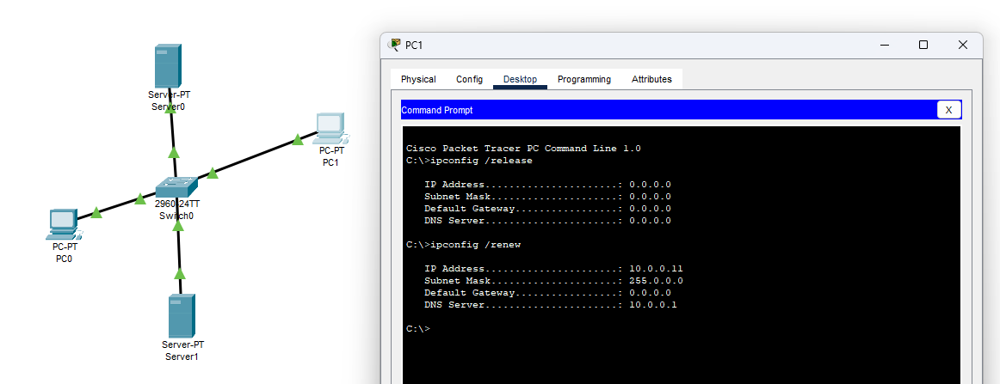 Server-PT
Server0
PC-PT
PC1
2960-24TT
Switch0
PC-PT
PC0
Server-PT
Server1
PC1
Physical Config Desktop Programming Attributes
Command Prompt X
Cisco Packet Tracer PC Command Line 1.0
C:\>ipconfig /release
IP Address......................: 0.0.0.0
Subnet Mask.....................: 0.0.0.0
Default Gateway.................: 0.0.0.0
DNS Server......................: 0.0.0.0
C:\>ipconfig /renew
IP Address......................: 10.0.0.11
Subnet Mask.....................: 255.0.0.0
Default Gateway.................: 0.0.0.0
DNS Server......................: 10.0.0.1
C:\>